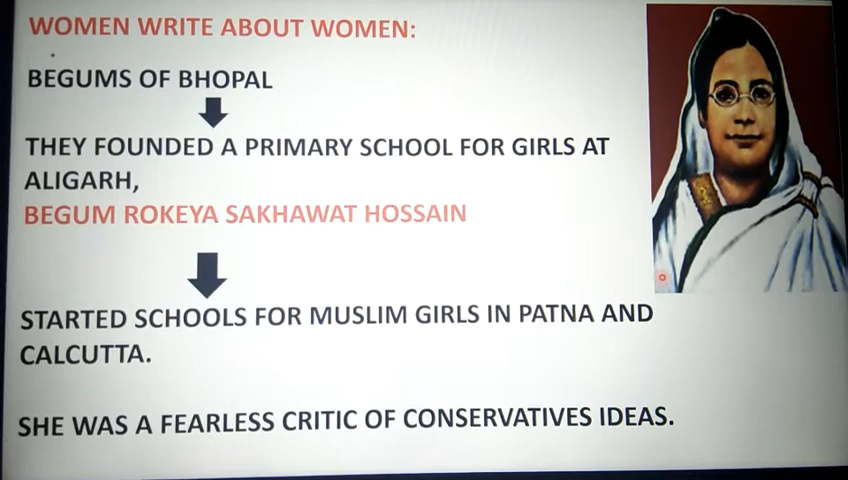 WOMEN WRITE ABOUT WOMEN:
BEGUMS OF BHOPAL
THEY FOUNDED A PRIMARY SCHOOL FOR GIRLS AT
ALIGARH,
BEGUM ROKEYA SAKHAWAT HOSSAIN
STARTED SCHOOLS FOR MUSLIM GIRLS IN PATNA AND
CALCUTTA.
SHE WAS A FEARLESS CRITIC OF CONSERVATIVES IDEAS.